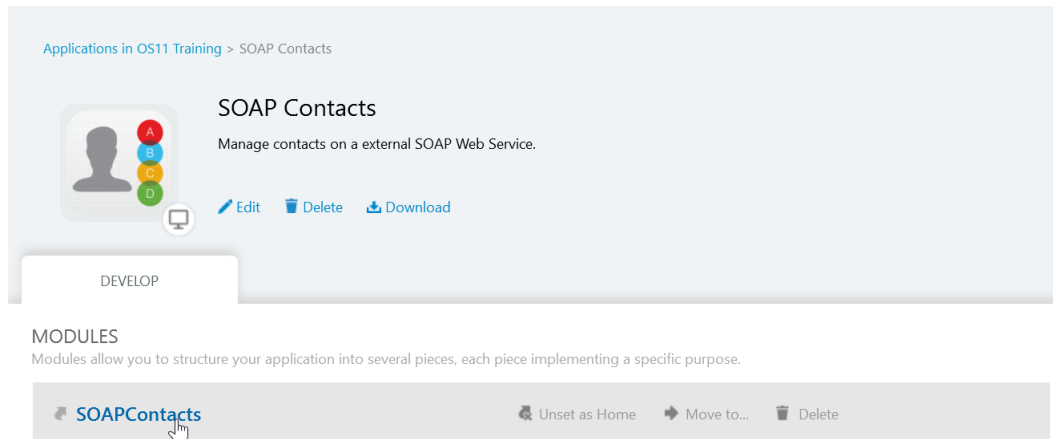 Applications in OS11 Training > SOAP Contacts
SOAP Contacts
Manage contacts on a external SOAP Web Service.
A
B
C
D
Edit Delete Download
DEVELOP
MODULES
Modules allow you to structure your application into several pieces, each piece implementing a specific purpose.
SOAPContacts Unset as Home Move to... Delete